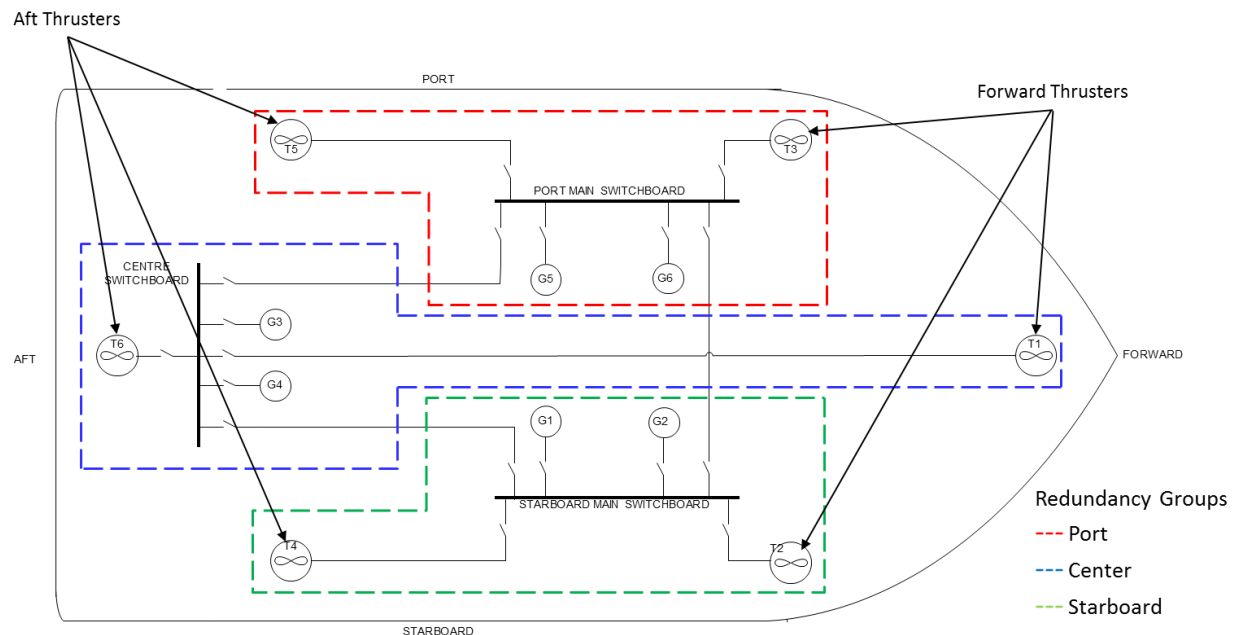 Aft Thrusters
PORT
Forward Thrusters
T5
T3
PORT MAIN SWITCHBOARD
CENTRE
SWITCHBOARD
G5
G6
G3
T6
T1
AFT
FORWARD
G4
G1
G2
STARBOARD MAIN SWITCHBOARD
Redundancy Groups
T4
T2
Port
Center
Starboard
STARBOARD